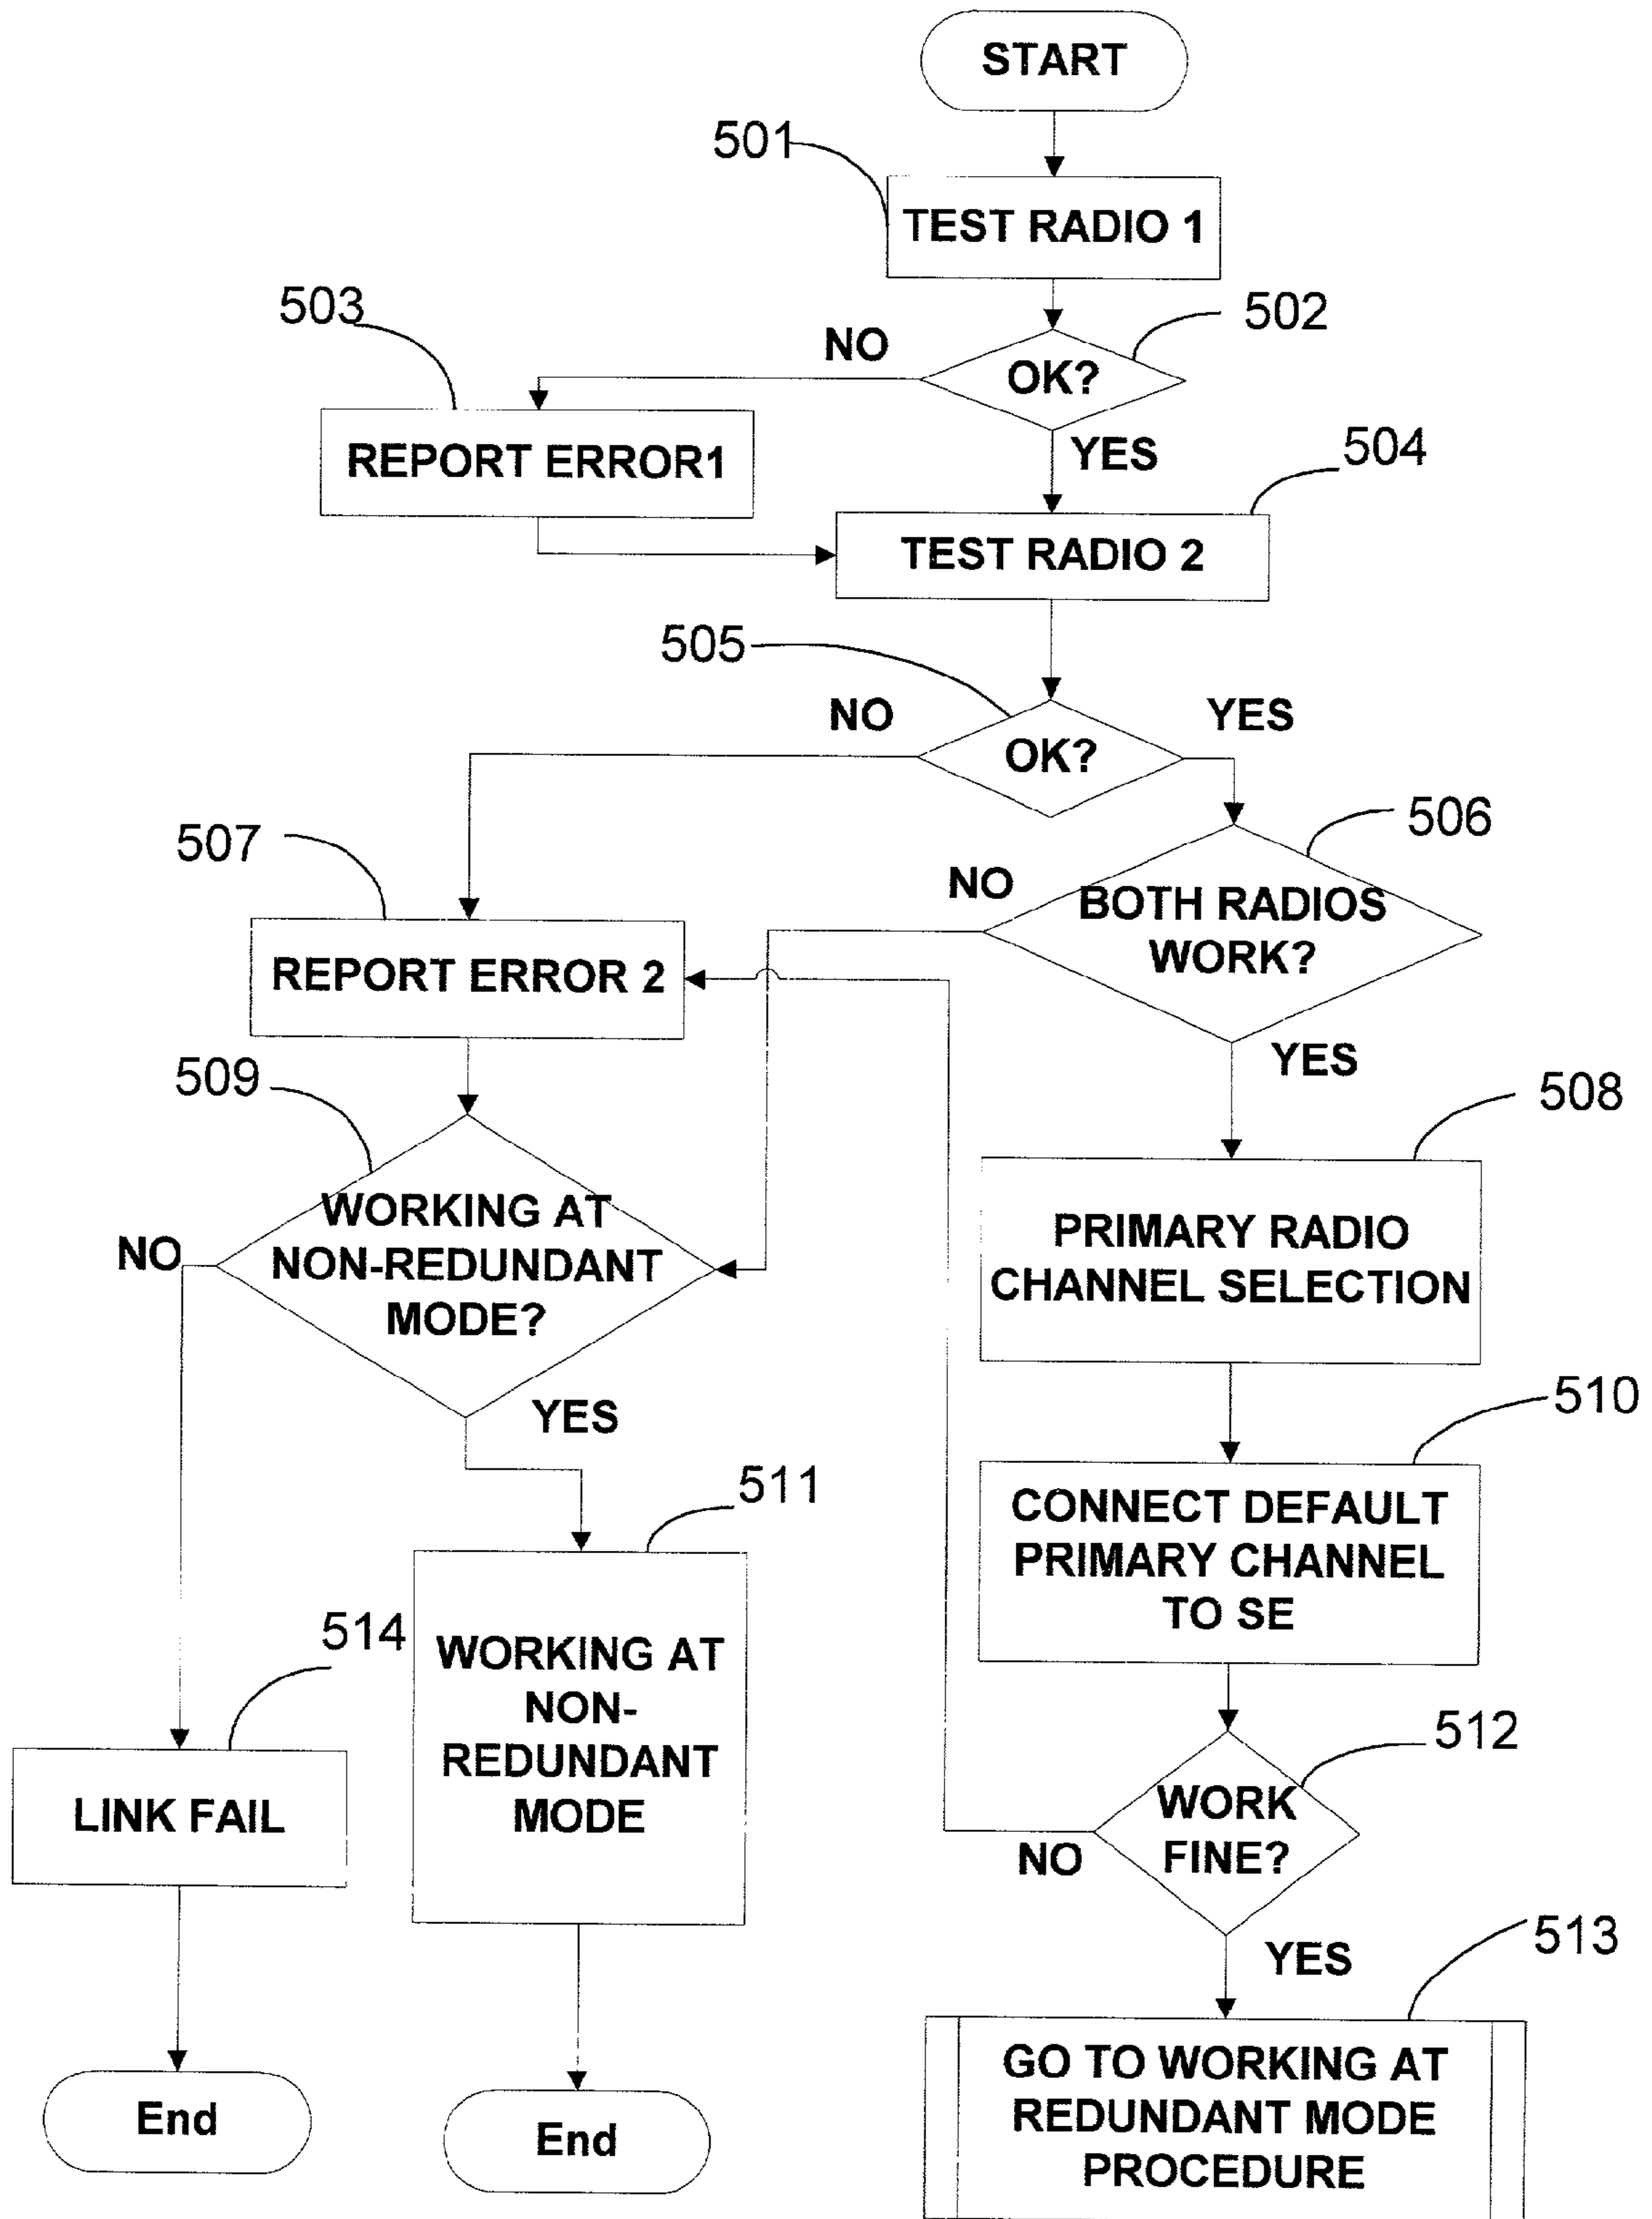 START
501
TEST RADIO 1
503
502
NO
OK?
YES
504
REPORT ERROR1
TEST RADIO 2
505
NO
YES
OK?
506
507
NO
BOTH RADIOS
WORK?
REPORT ERROR 2
YES
509
508
WORKING AT
NON-REDUNDANT
MODE?
NO
PRIMARY RADIO
CHANNEL SELECTION
YES
510
511
CONNECT DEFAULT
PRIMARY CHANNEL
TO SE
514
WORKING AT
NON-
REDUNDANT
MODE
512
LINK FAIL
WORK
FINE?
NO
YES
513
GO TO WORKING AT
REDUNDANT MODE
PROCEDURE
End
End